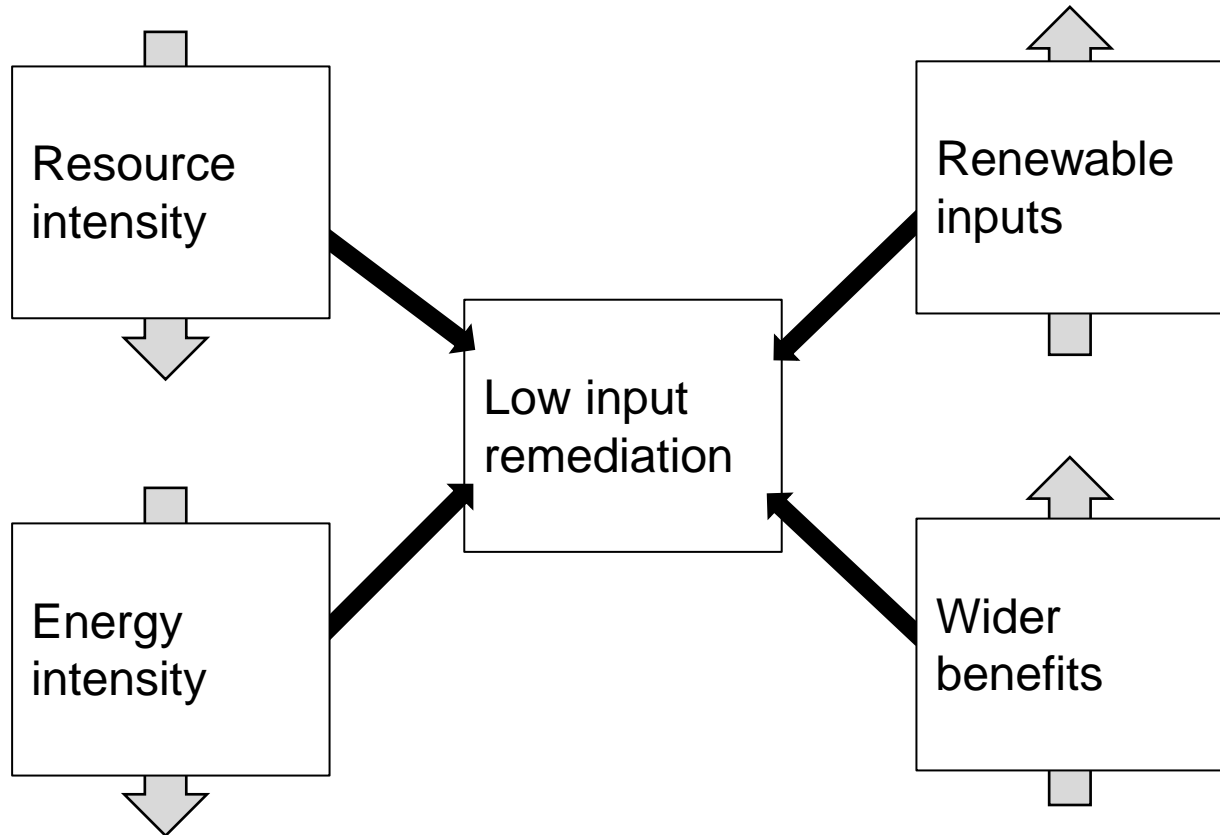 Resource
intensity
Renewable
inputs
Low input
remediation
Energy
intensity
Wider
benefits